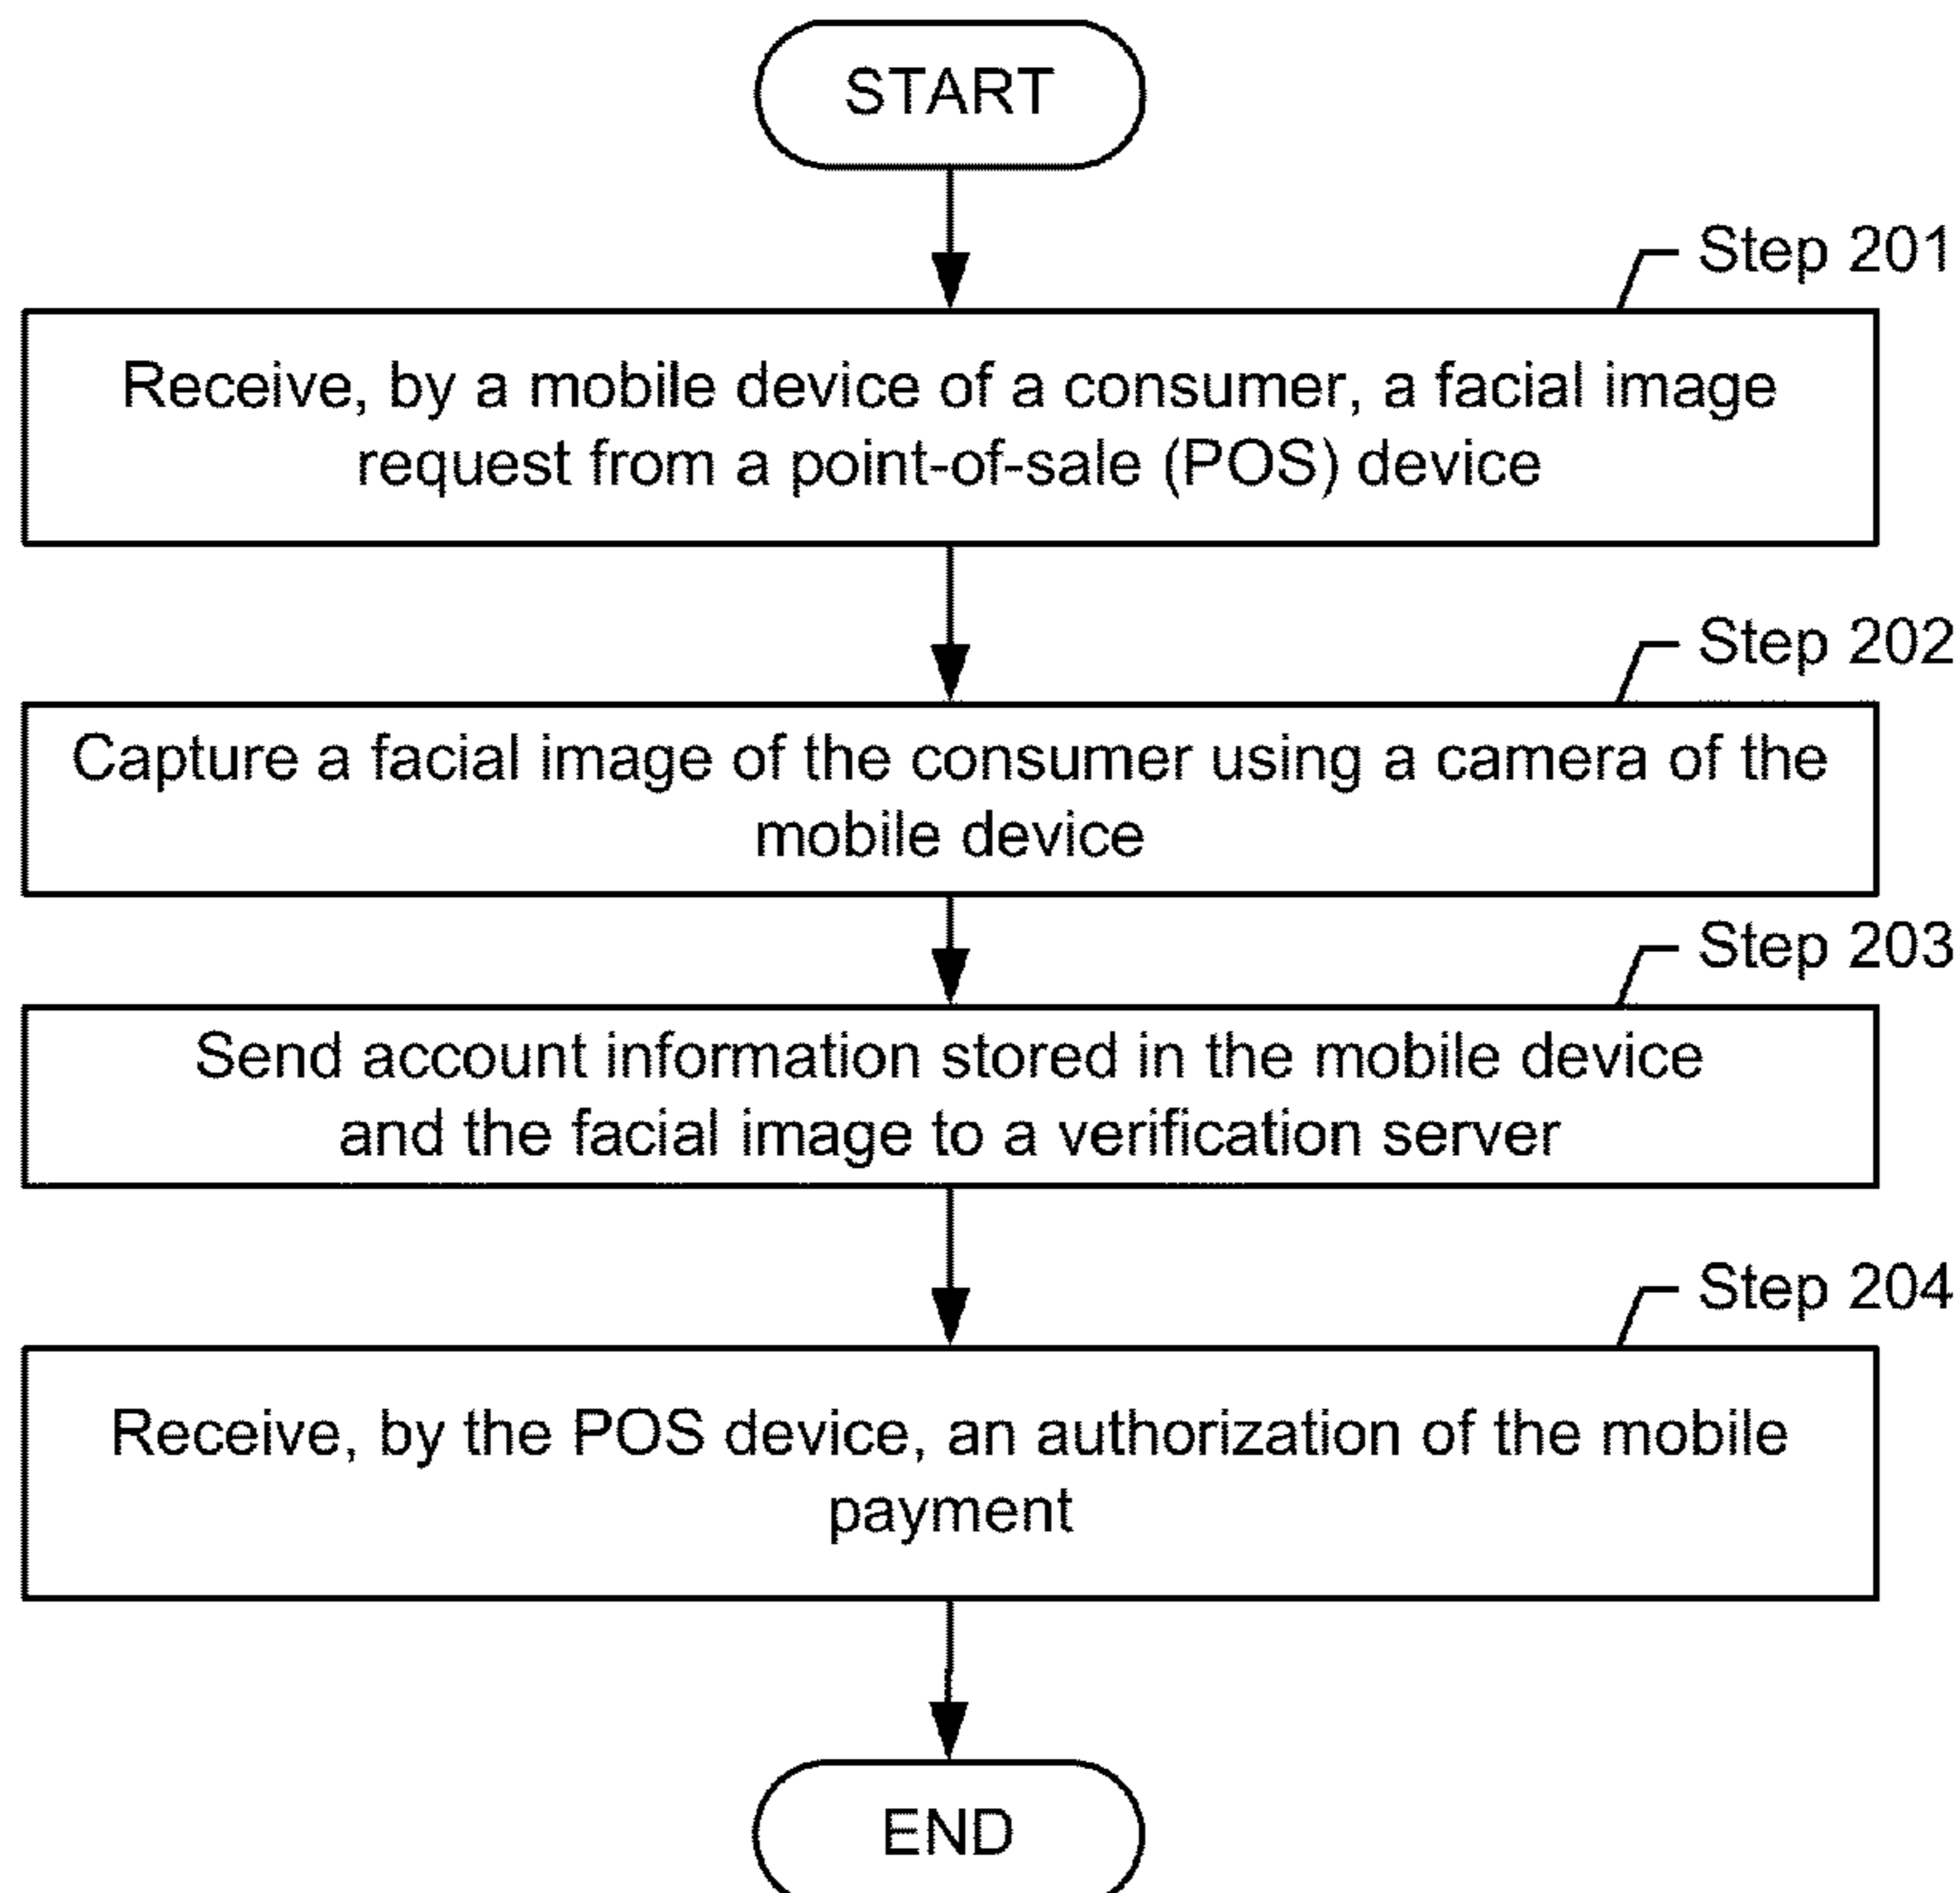 START
Step 201
Receive, by a mobile device of a consumer, a facial image
request from a point-of-sale (POS) device
Step 202
Capture a facial image of the consumer using a camera of the
mobile device
Step 203
Send account information stored in the mobile device
and the facial image to a verification server
Step 204
Receive, by the POS device, an authorization of the mobile
payment
END